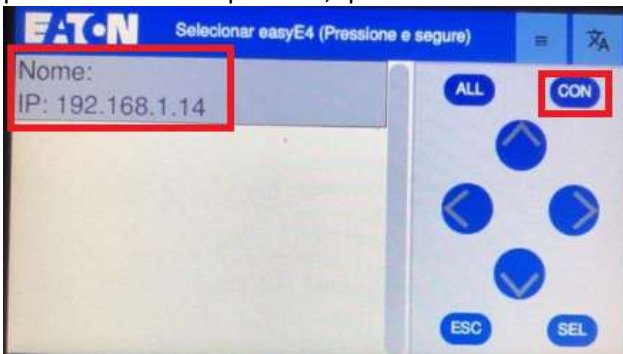 EATON
Selecionar easyE4 (Pressione e segure)
Nome:
IP: 192.168.1.14
ALL
CON
ESC
SEL